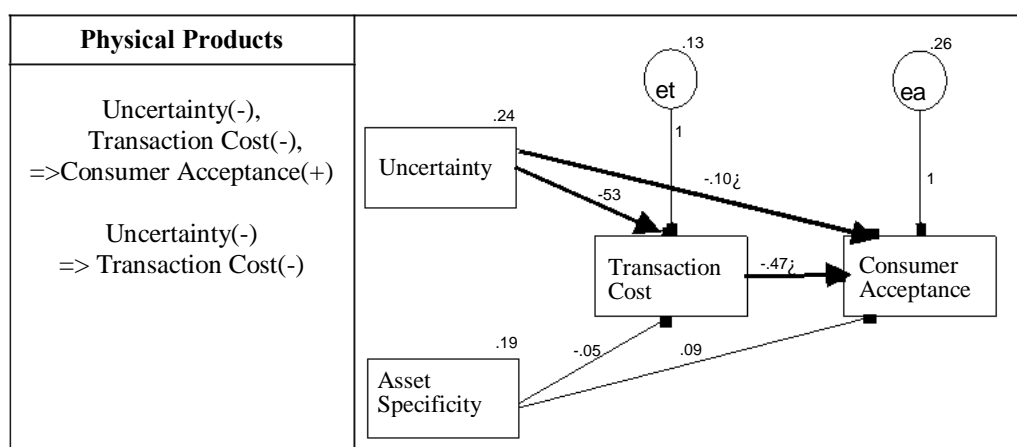 Physical Products
Uncertainty(-),
Transaction Cost(-),
=>Consumer Acceptance(+)
Uncertainty(-)
=> Transaction Cost(-)
.13
.26
et
ea
.24
1
1
Uncertainty
-53
-.10¿
Transaction
Cost
-.47¿
Consumer
Acceptance
.19
-.05
.09
Asset
Specificity